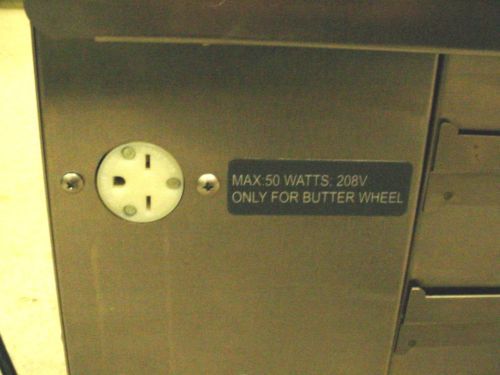 MAX:50 WATTS: 208V
ONLY FOR BUTTER WHEEL